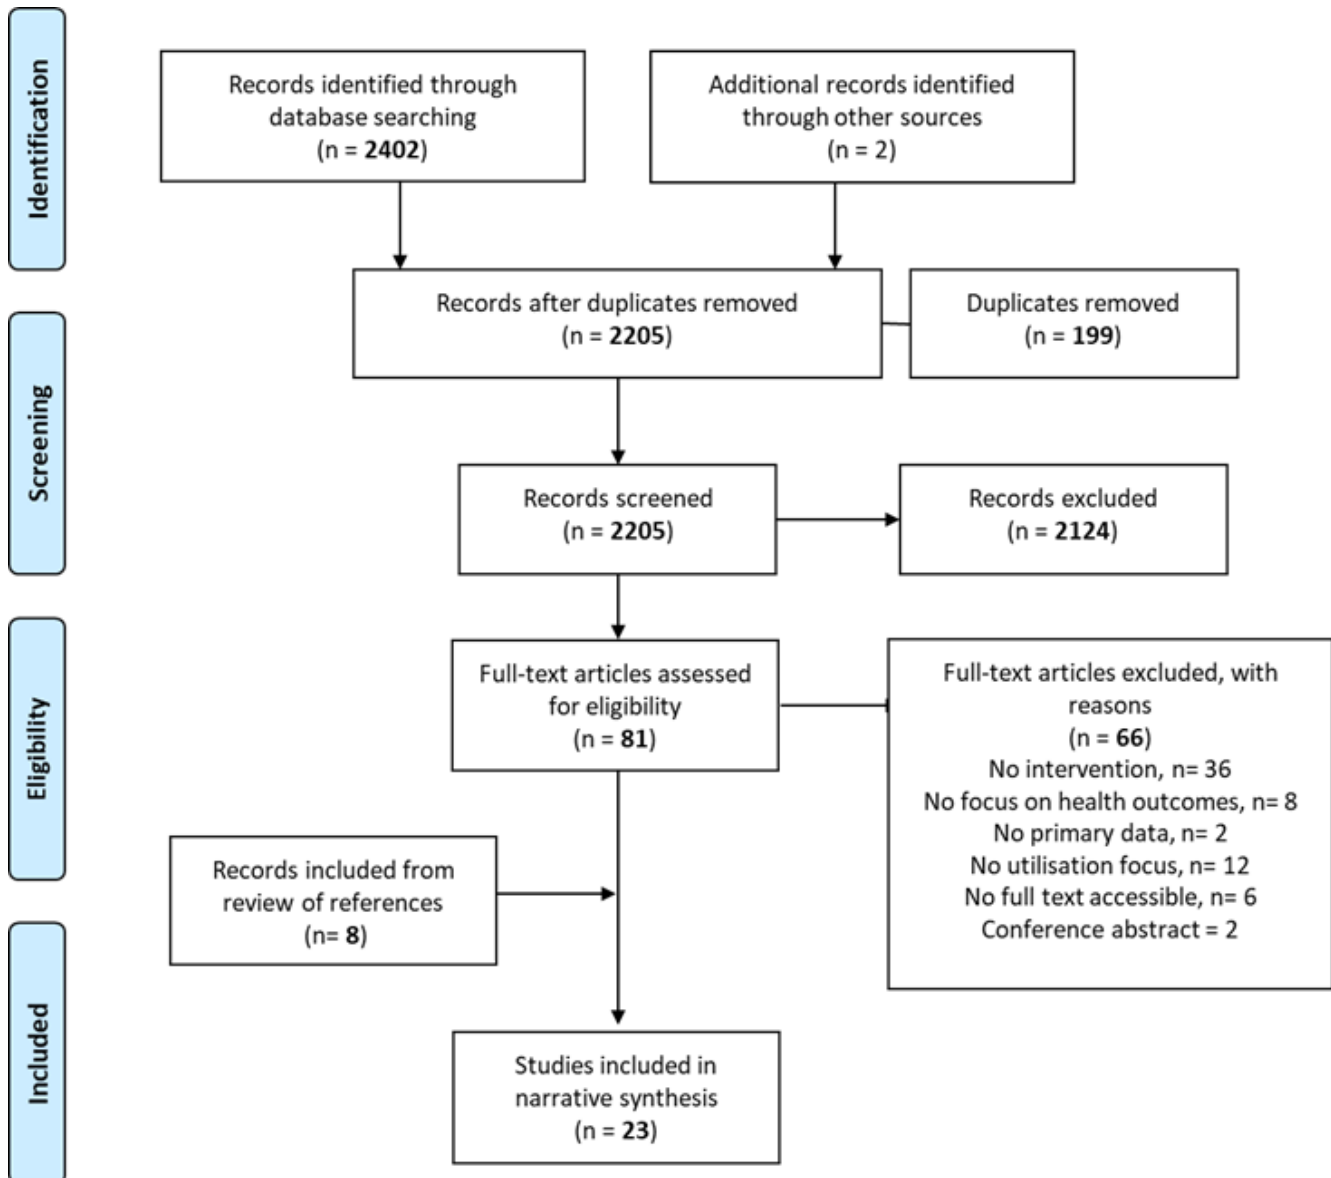 Identification
Records identified through
database searching
(n = 2402)
Additional records identified
through other sources
(n = 2)
Records after duplicates removed
(n = 2205)
Duplicates removed
(n = 199)
Screening
Records screened
(n = 2205)
Records excluded
(n = 2124)
Eligibility
Full-text articles assessed
for eligibility
(n = 81)
Full-text articles excluded, with
reasons
(n = 66)
No intervention, n= 36
No focus on health outcomes, n= 8
No primary data, n= 2
No utilisation focus, n= 12
No full text accessible, n= 6
Conference abstract = 2
Records included from
review of references
(n= 8)
Included
Studies included in
narrative synthesis
(n = 23)